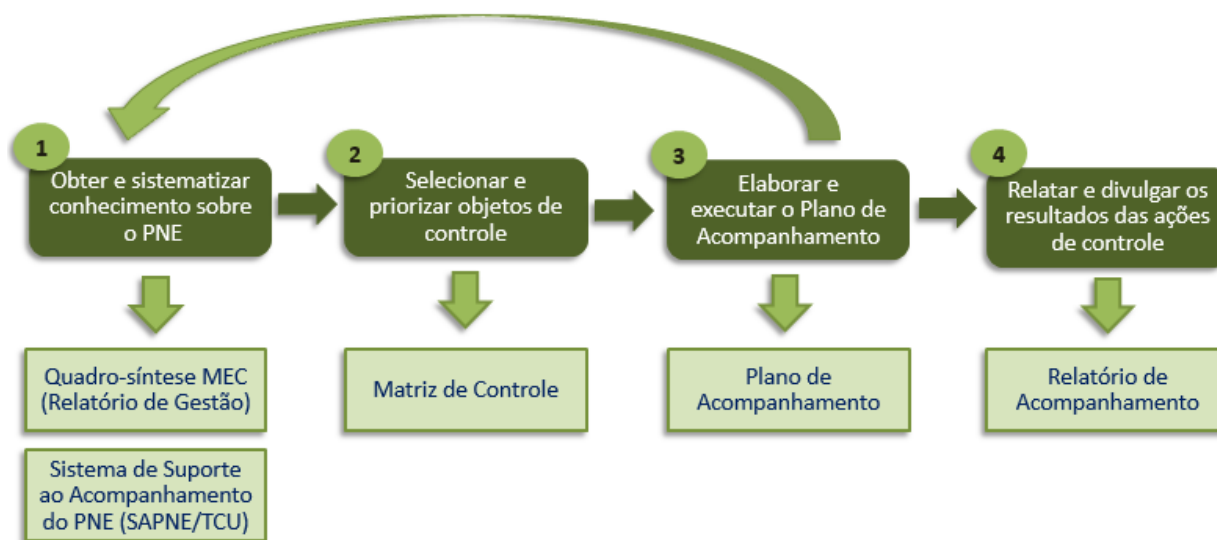 1
Obter e sistematizar
conhecimento sobre
o PNE
2
Selecionar e
priorizar objetos de
controle
3
Elaborar e
executar o Plano de
Acompanhamento
4
Relatar e divulgar os
resultados das ações
de controle
Quadro-síntese MEC
(Relatório de Gestão)
Sistema de Suporte
ao Acompanhamento
do PNE (SAPNE/TCU)
Matriz de Controle
Plano de
Acompanhamento
Relatório de
Acompanhamento